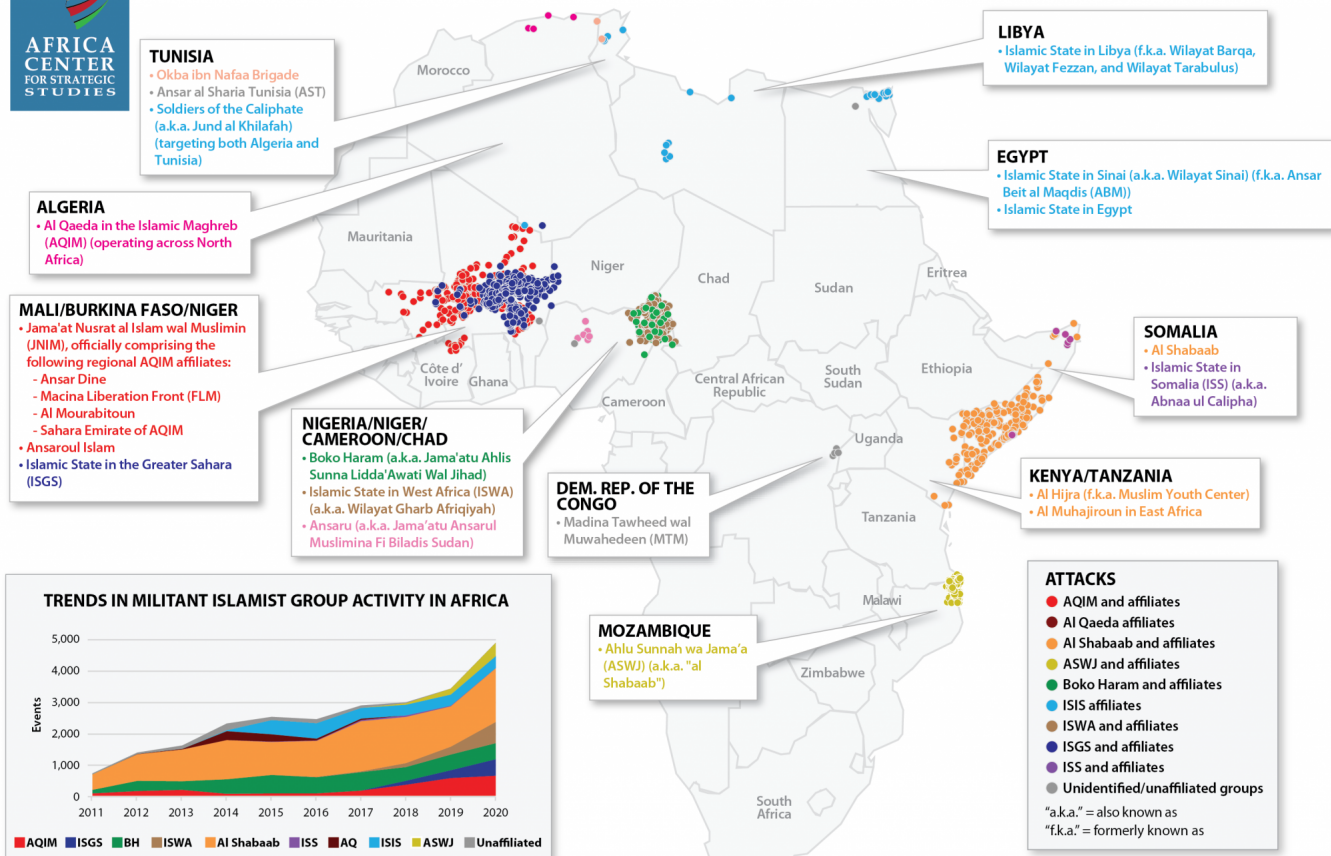 AFRICA
CENTER
FOR STRATEGIC
STUDIES
TUNISIA
• Okba ibn Nafaa Brigade
• Ansar al Sharia Tunisia (AST)
• Soldiers of the Caliphate
(a.k.a. Jund al Khilafah)
(targeting both Algeria and
Tunisia)
ALGERIA
• Al Qaeda in the Islamic Maghreb
(AQIM) (operating across North
Africa)
MALI/BURKINA FASO/NIGER
• Jama'at Nusrat al Islam wal Muslimin
(JNIM), officially comprising the
following regional AQIM affiliates:
- Ansar Dine
- Macina Liberation Front (FLM)
- Al Mourabitoun
- Sahara Emirate of AQIM
• Ansaroul Islam
• Islamic State in the Greater Sahara
(ISGS)
NIGERIA/NIGER/
CAMEROON/CHAD
• Boko Haram (a.k.a. Jama'atu Ahlis
Sunna Lidda'Awati Wal Jihad)
• Islamic State in West Africa (ISWA)
(a.k.a. Wilayat Gharb Afriqiyah)
• Ansaru (a.k.a. Jama'atu Ansarul
Muslimina Fi Biladis Sudan)
DEM. REP. OF THE
CONGO
• Madina Tawheed wal
Muwahedeen (MTM)
MOZAMBIQUE
• Ahlu Sunnah wa Jama'a
(ASWJ) (a.k.a. "al
Shabaab")
LIBYA
• Islamic State in Libya (f.k.a. Wilayat Barqa,
Wilayat Fezzan, and Wilayat Tarabulus)
EGYPT
• Islamic State in Sinai (a.k.a. Wilayat Sinai) (f.k.a. Ansar
Beit al Maqdis (ABM))
• Islamic State in Egypt
SOMALIA
• Al Shabaab
• Islamic State in
Somalia (ISS) (a.k.a.
Abnaa ul Calipha)
KENYA/TANZANIA
• Al Hijra (f.k.a. Muslim Youth Center)
• Al Muhajiroun in East Africa
Morocco
Mauritania
Niger
Chad
Sudan
Eritrea
Côte d'
Ivoire
Ghana
Cameroon
Central African
Republic
South
Sudan
Ethiopia
Uganda
Tanzania
Malawi
Zimbabwe
South
Africa
TRENDS IN MILITANT ISLAMIST GROUP ACTIVITY IN AFRICA
Events
5,000
4,000
3,000
2,000
1,000
0
2011 2012 2013 2014 2015 2016 2017 2018 2019 2020
AQIM ISGS BH ISWA Al Shabaab ISS AQ ISIS ASWJ Unaffiliated
ATTACKS
AQIM and affiliates
Al Qaeda affiliates
Al Shabaab and affiliates
ASWJ and affiliates
Boko Haram and affiliates
ISIS affiliates
ISWA and affiliates
ISGS and affiliates
ISS and affiliates
Unidentified/unaffiliated groups
"a.k.a." = also known as
"f.k.a." = formerly known as